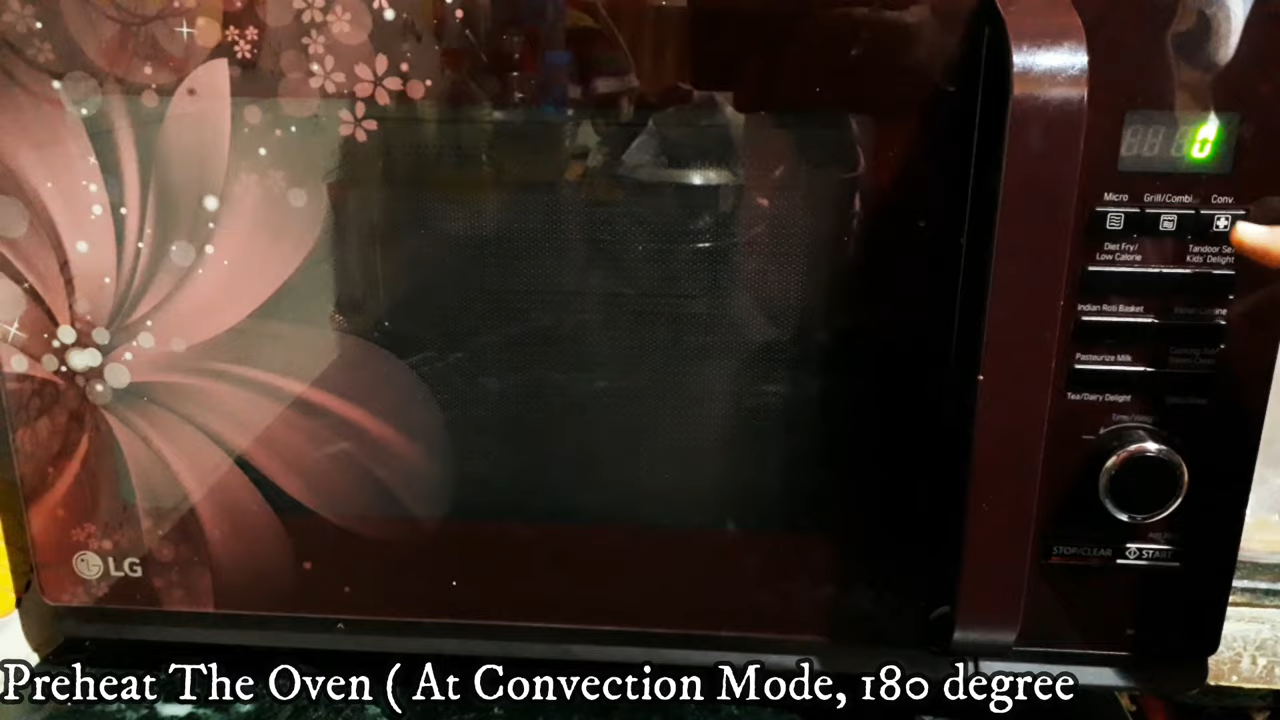 0
Micro Grill/Combi Conv.
Diet Fry/
Low Calorie
Tandoor Se
Kids' Delight
Indian Roti Basket
Pasteurize Milk
Tea/Dairy Delight
STOP/CLEAR START
LG
Preheat The Oven ( At Convection Mode, 180 degree